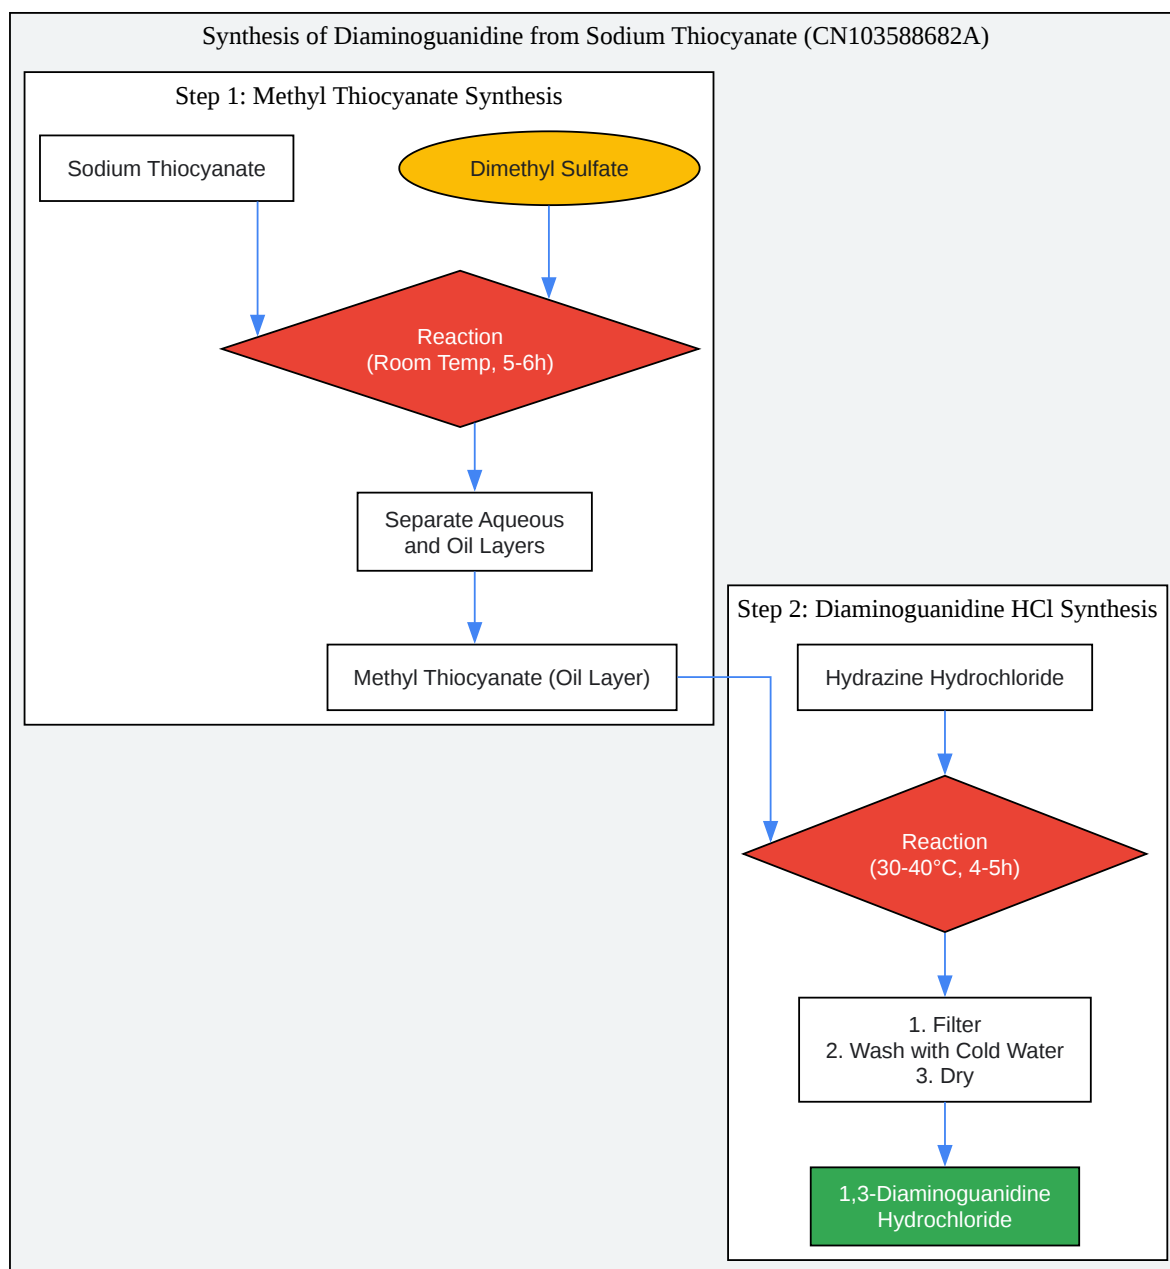 Synthesis of Diaminoguanidine from Sodium Thiocyanate (CN103588682A)
Step 1: Methyl Thiocyanate Synthesis
Sodium Thiocyanate
Dimethyl Sulfate
Reaction
(Room Temp, 5-6h)
Separate Aqueous
and Oil Layers
Methyl Thiocyanate (Oil Layer)
Step 2: Diaminoguanidine HCl Synthesis
Hydrazine Hydrochloride
Reaction
(30-40°C, 4-5h)
1. Filter
2. Wash with Cold Water
3. Dry
1,3-Diaminoguanidine
Hydrochloride